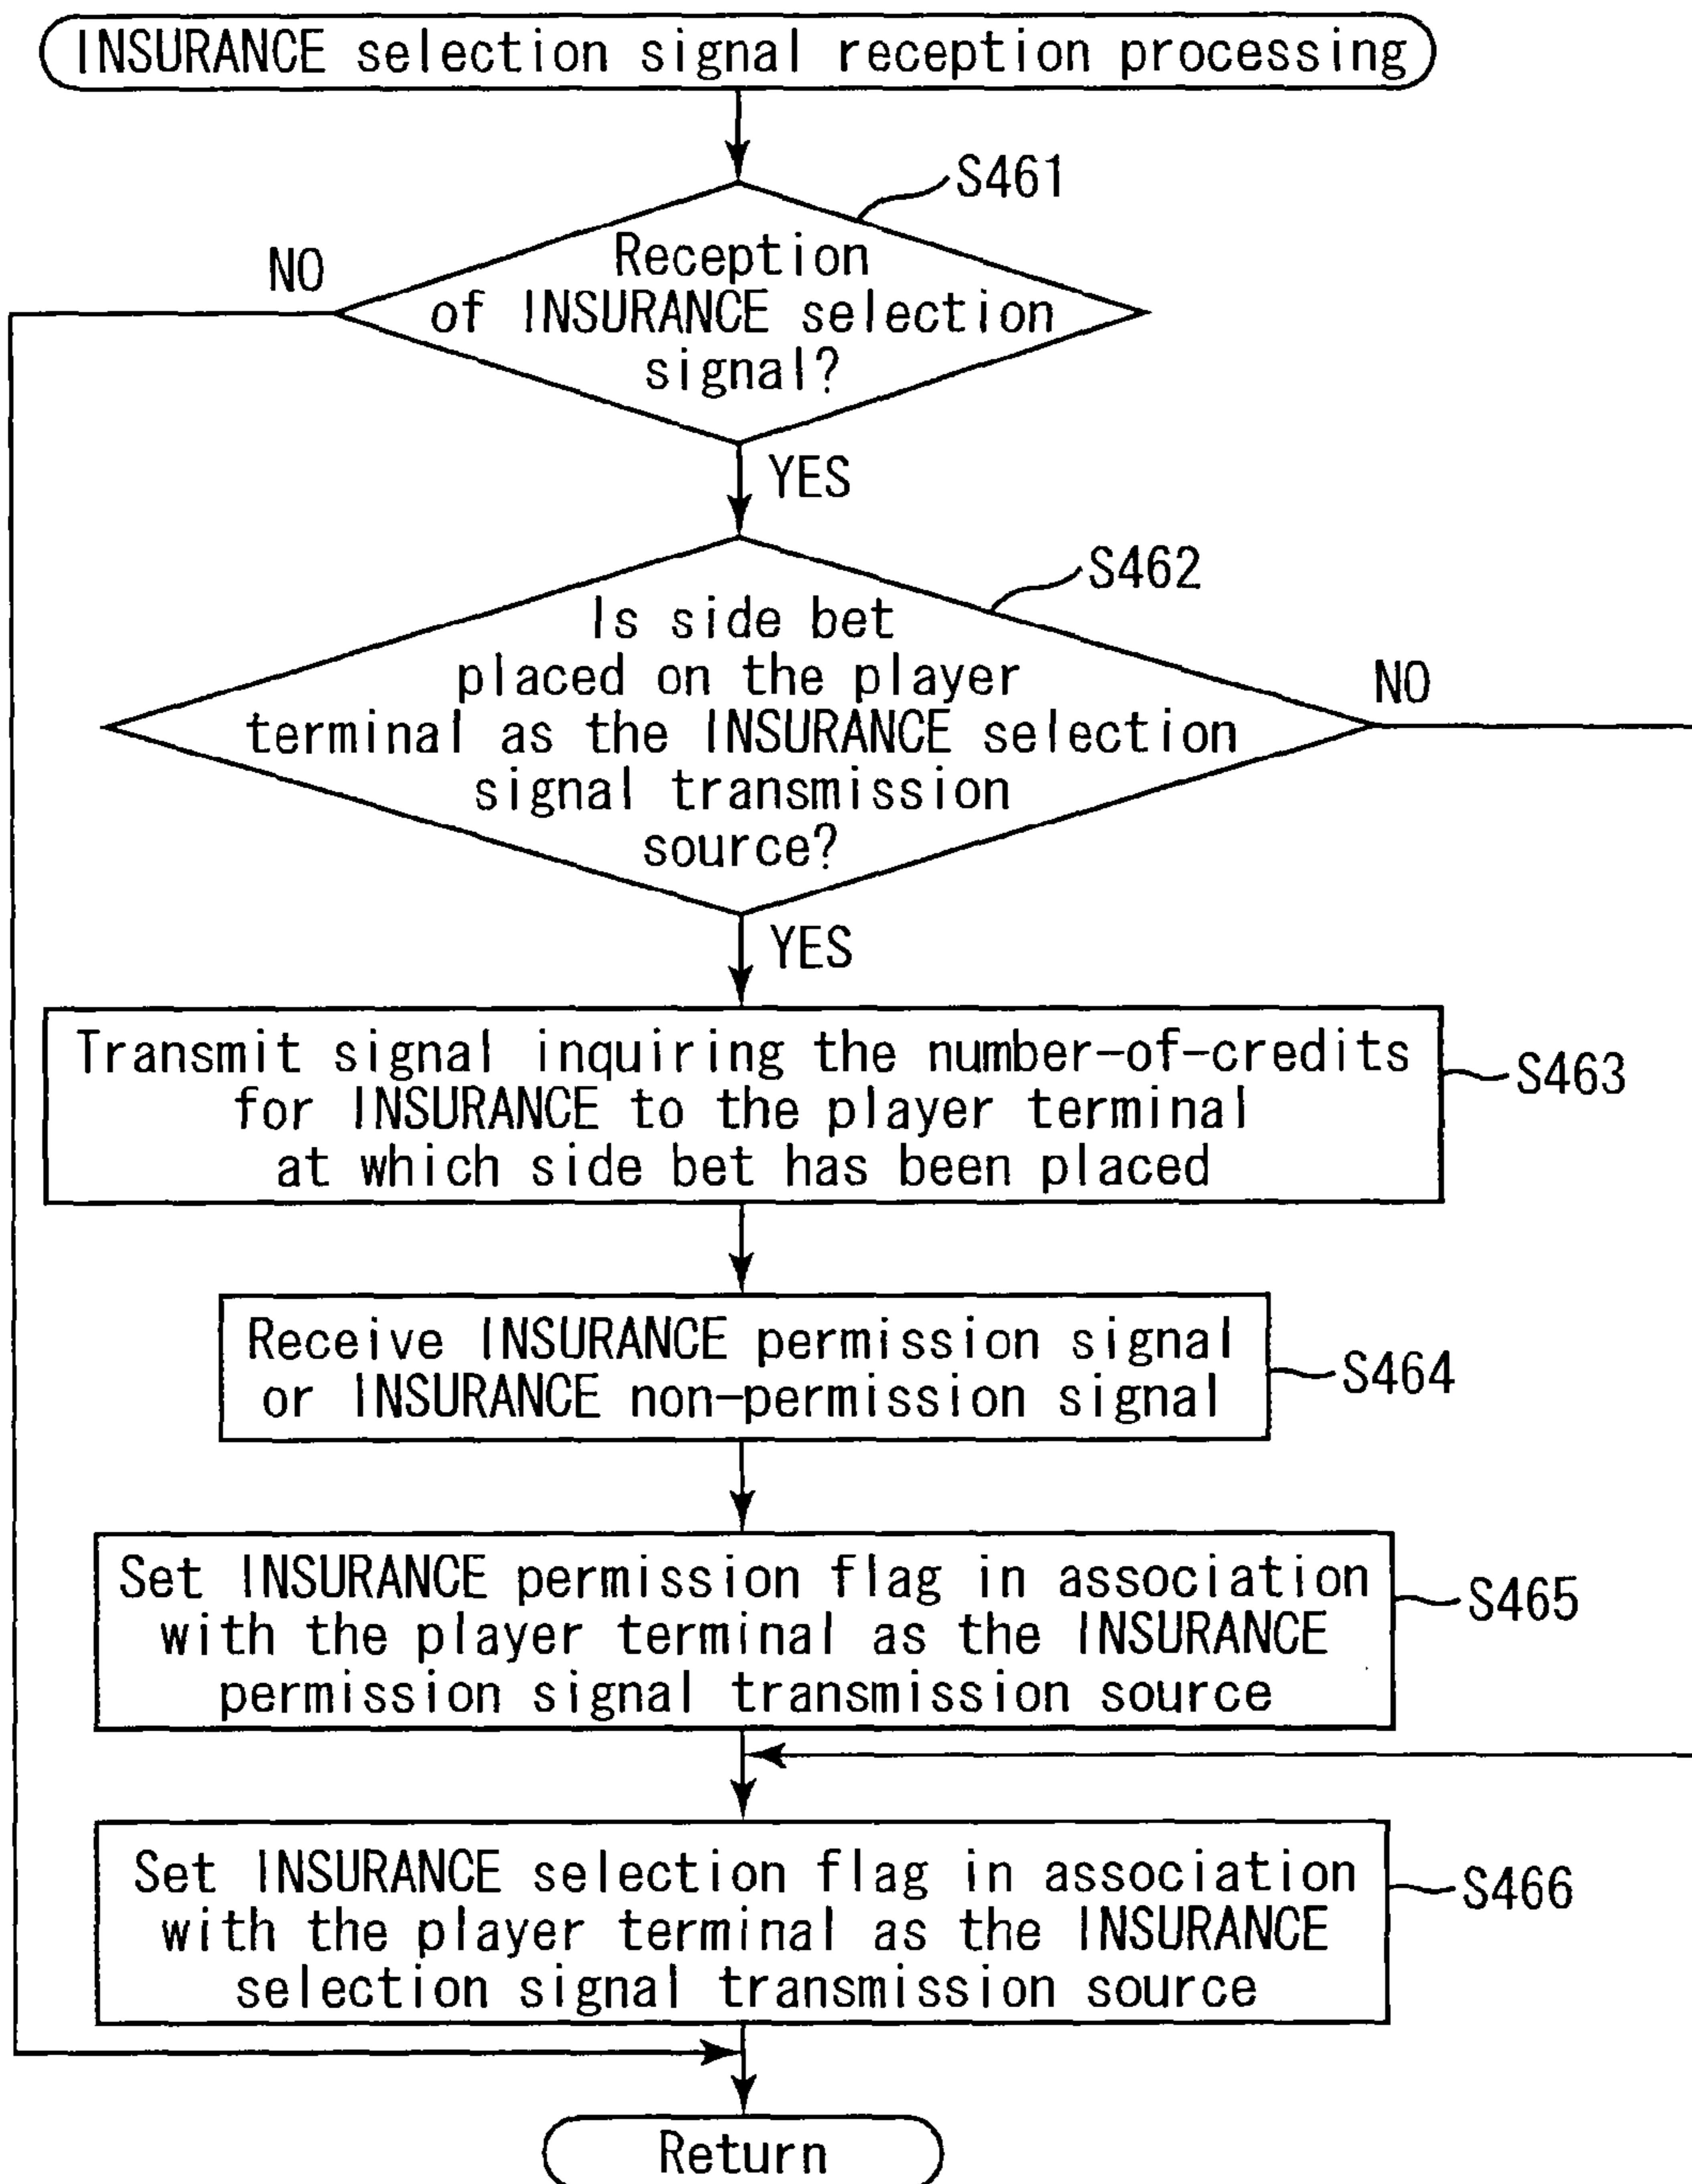 INSURANCE selection signal reception processing
S461
NO
Reception
of INSURANCE selection
signal?
YES
S462
Is side bet
placed on the player
terminal as the INSURANCE selection
signal transmission
source?
NO
YES
Transmit signal inquiring the number-of-credits
for INSURANCE to the player terminal
at which side bet has been placed
S463
Receive INSURANCE permission signal
or INSURANCE non-permission signal
S464
Set INSURANCE permission flag in association
with the player terminal as the INSURANCE
permission signal transmission source
S465
Set INSURANCE selection flag in association
with the player terminal as the INSURANCE
selection signal transmission source
S466
Return